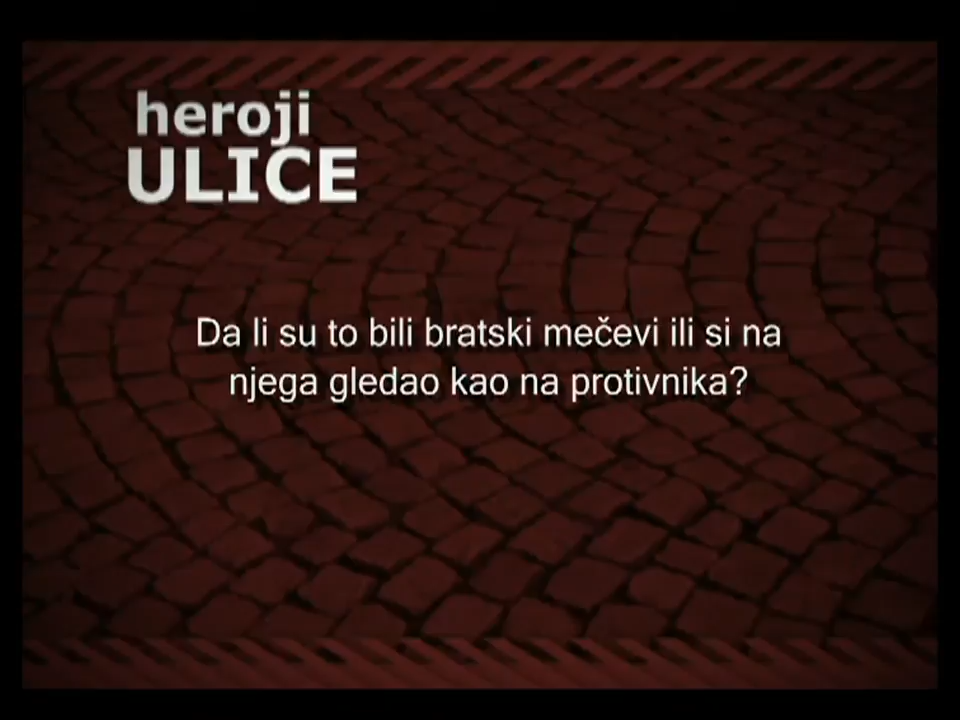 heroji
ULICE
Da li su to bili bratski mečevi ili si na
njega gledao kao na protivnika?